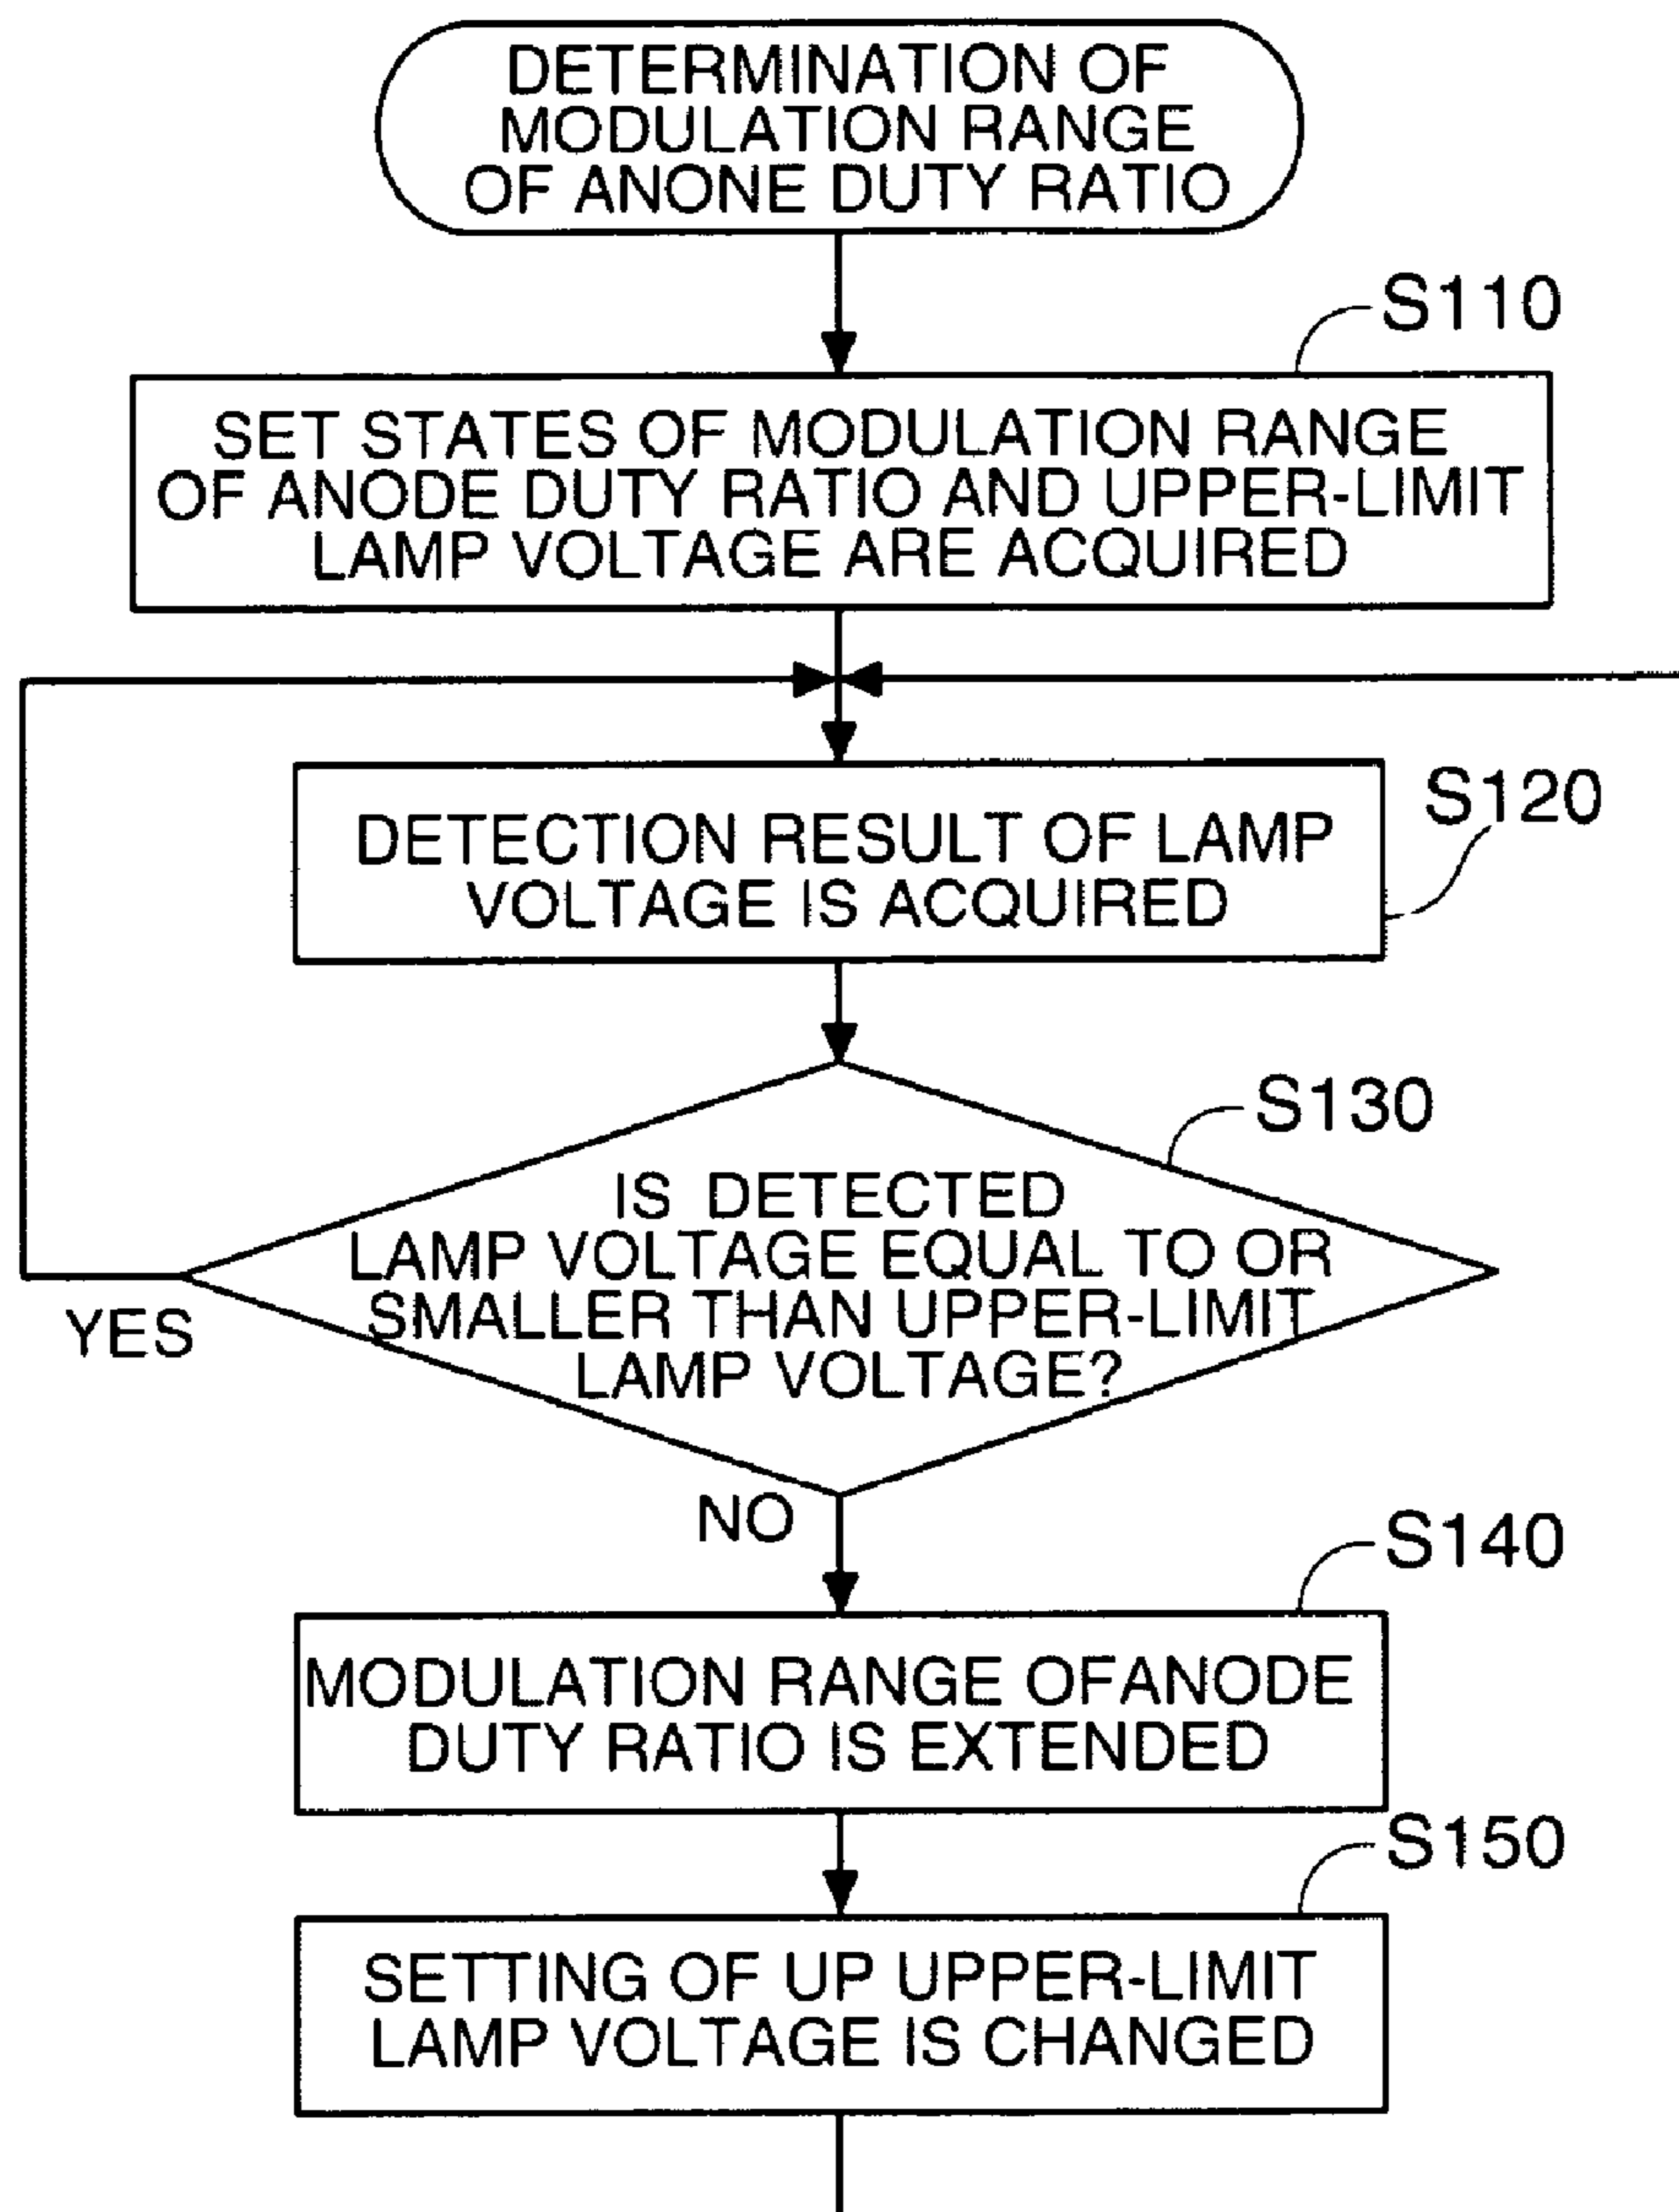 DETERMINATION OF
MODULATION RANGE
OF ANONE DUTY RATIO
S110
SET STATES OF MODULATION RANGE
OF ANODE DUTY RATIO AND UPPER-LIMIT
LAMP VOLTAGE ARE ACQUIRED
S120
DETECTION RESULT OF LAMP
VOLTAGE IS ACQUIRED
S130
IS DETECTED
LAMP VOLTAGE EQUAL TO OR
SMALLER THAN UPPER-LIMIT
LAMP VOLTAGE?
YES
NO
S140
MODULATION RANGE OFANODE
DUTY RATIO IS EXTENDED
S150
SETTING OF UP UPPER-LIMIT
LAMP VOLTAGE IS CHANGED